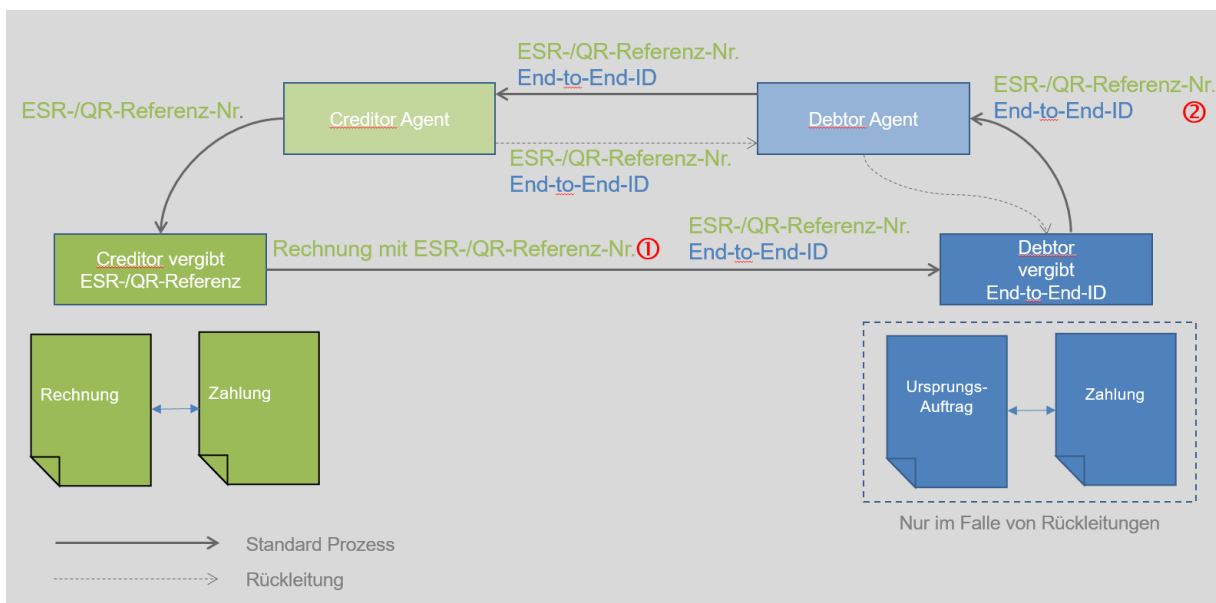 ESR-/QR-Referenz-Nr.
End-to-End-ID
ESR-/QR-Referenz-Nr.
End-to-End-ID ②
ESR-/QR-Referenz-Nr.
Creditor Agent
Debtor Agent
ESR-/QR-Referenz-Nr.
End-to-End-ID
Creditor vergibt
ESR-/QR-Referenz
Rechnung mit ESR-/QR-Referenz-Nr.①
ESR-/QR-Referenz-Nr.
End-to-End-ID
Debtor
vergibt
End-to-End-ID
Rechnung
Zahlung
Ursprungs-
Auftrag
Zahlung
Nur im Falle von Rückleitungen
Standard Prozess
Rückleitung